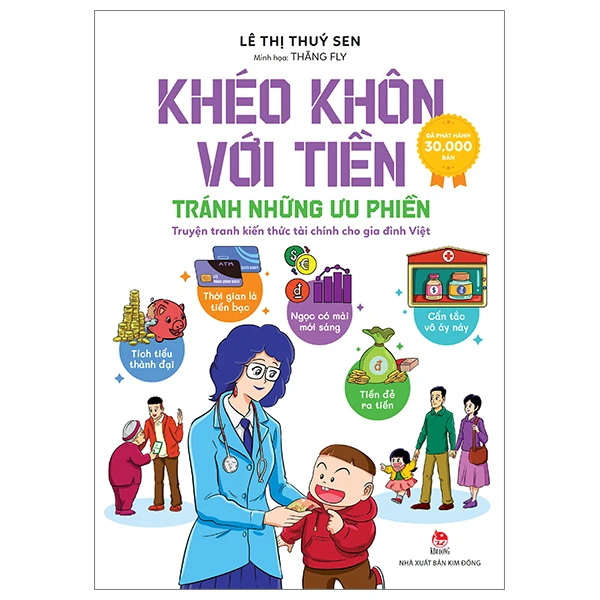 LÊ THỊ THUÝ SEN
Minh họa: THĂNG FLY
KHÉO KHÔN
VỚI TIỀN
ĐÃ PHÁT HÀNH
30.000
BẢN
TRÁNH NHỮNG ƯU PHIỀN
Truyện tranh kiến thức tài chính cho gia đình Việt
ATM
Thời gian là
tiền bạc
Ngọc có mài
mới sáng
Cẩn tắc
vô áy náy
Tích tiểu
thành đại
Tiền đẻ
ra tiền
KIM ĐỒNG
NHÀ XUẤT BẢN KIM ĐỒNG